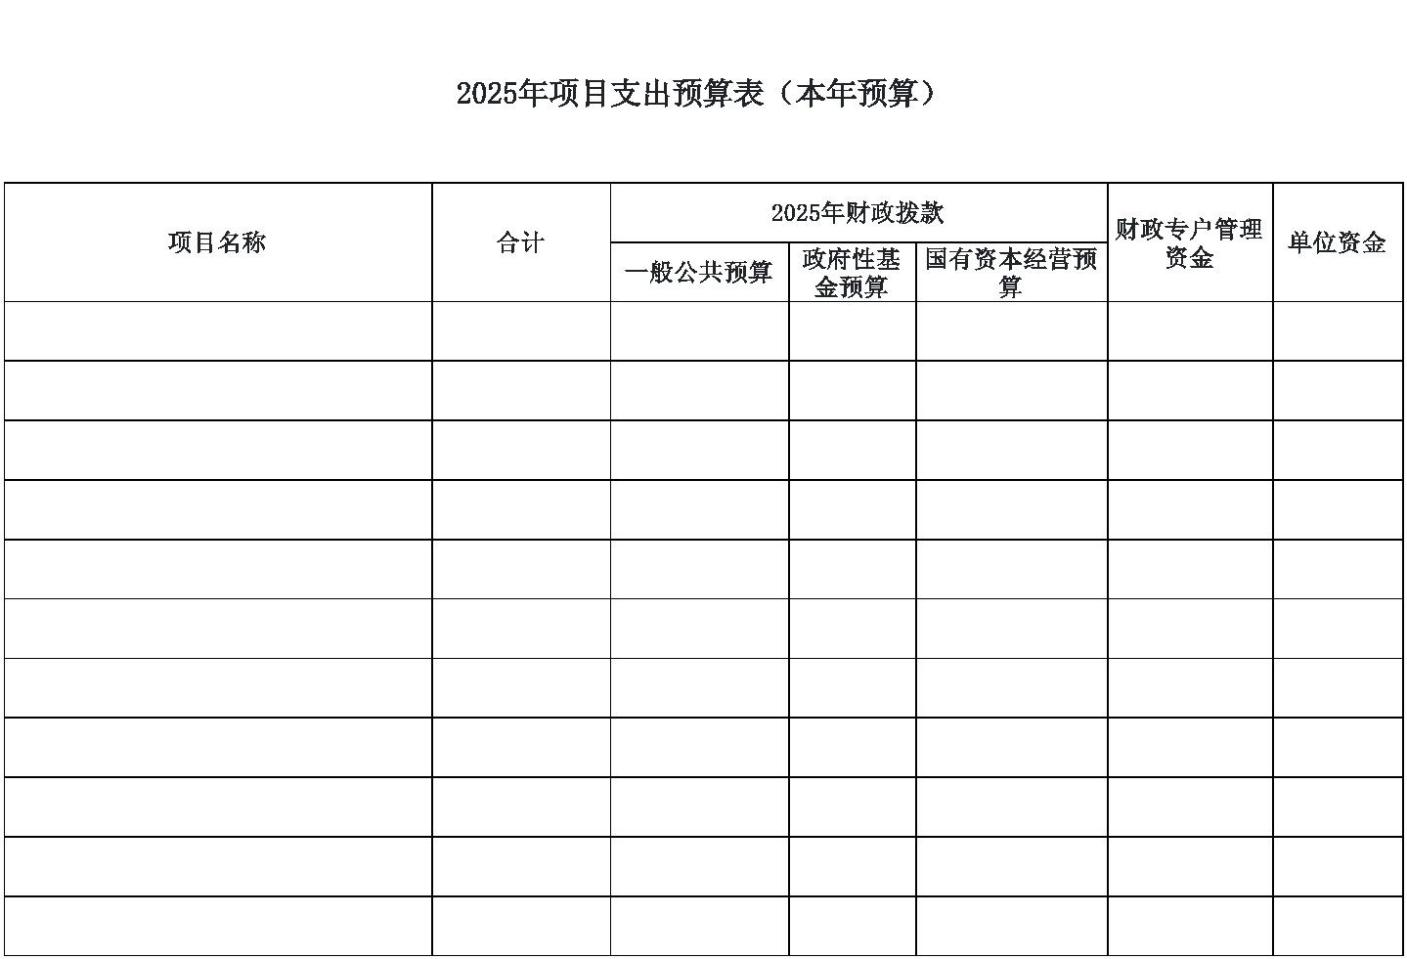 2025年项目支出预算表（本年预算）
项目名称
合计
2025年财政拨款
一般公共预算
政府性基
金预算
国有资本经营预
算
财政专户管理
资金
单位资金